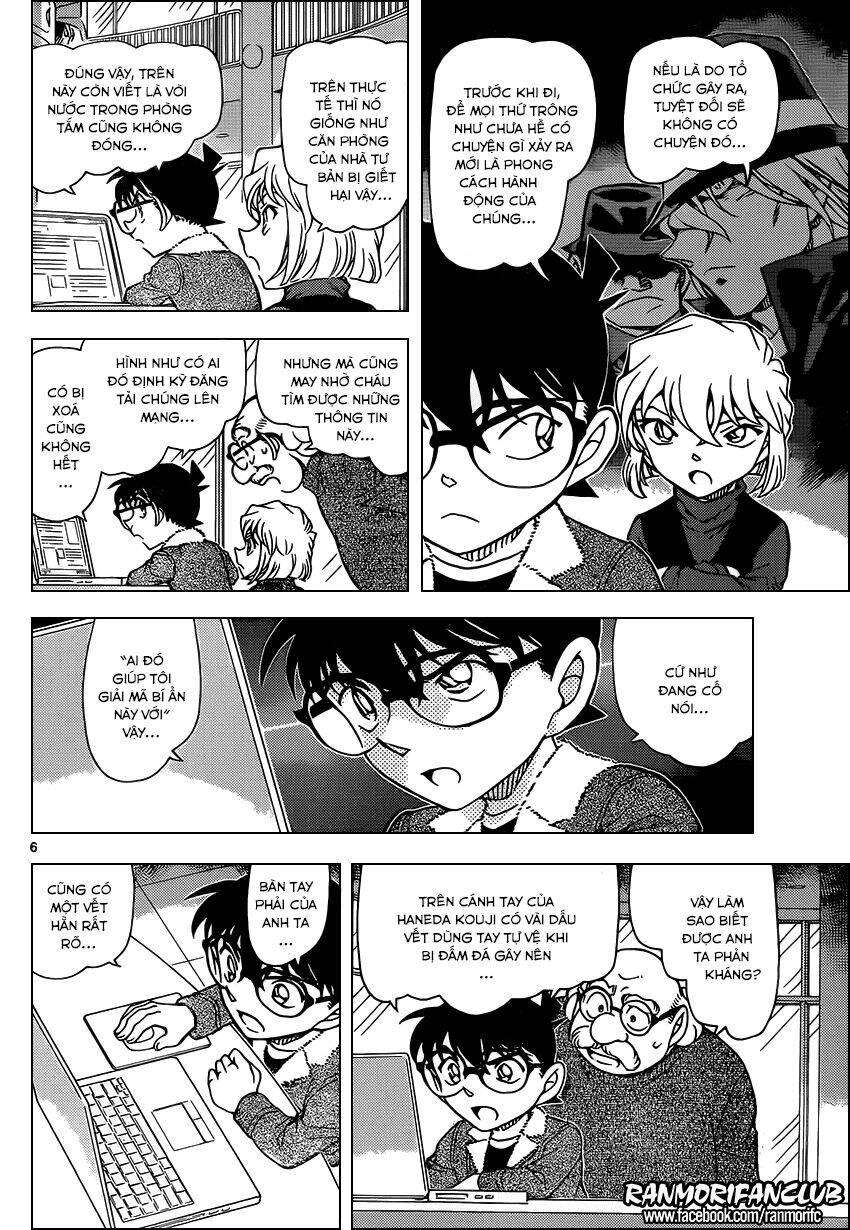 NẾU LÀ DO TỔ
CHỨC GÂY RA,
TUYỆT ĐỐI SẼ
KHÔNG CÓ
CHUYỆN ĐÓ...
TRƯỚC KHI ĐI,
ĐỂ MỌI THỨ TRÔNG
NHƯ CHƯA HỀ CÓ
CHUYỆN GÌ XẢY RA
MỚI LÀ PHONG
CÁCH HÀNH
ĐỘNG CỦA
CHÚNG...
TRÊN THỰC
TẾ THÌ NÓ
GIỐNG NHƯ
CĂN PHÒNG
CỦA NHÀ TƯ
BẢN BỊ GIẾT
HẠI VẬY...
ĐÚNG VẬY, TRÊN
NÀY CÒN VIẾT LÀ VÒI
NƯỚC TRONG PHÒNG
TẮM CŨNG KHÔNG
ĐÓNG...
NHƯNG MÀ CŨNG
MAY NHỜ CHÁU
TÌM ĐƯỢC NHỮNG
THÔNG TIN
NÀY...
HÌNH NHƯ CÓ AI
ĐÓ ĐỊNH KỲ ĐĂNG
TẢI CHÚNG LÊN
MẠNG...
CÓ BỊ
XOÁ
CŨNG
KHÔNG
HẾT
...
CỨ NHƯ
ĐANG CỐ
NÓI...
"AI ĐÓ
GIÚP TÔI
GIẢI MÃ BÍ ẨN
NÀY VỚI"
VẬY...
6
VẬY LÀM
SAO BIẾT
ĐƯỢC ANH
TA PHẢN
KHÁNG?
TRÊN CÁNH TAY CỦA
HANEDA KOUJI CÓ VÀI DẤU
VẾT DÙNG TAY TỰ VỆ KHI
BỊ ĐẤM ĐÁ GÂY NÊN
...
BÀN TAY
PHẢI CỦA
ANH TA
...
CŨNG CÓ
MỘT VẾT
HẰN RẤT
RÕ...
RANMORIFANCLUB
www.facebook.com/ranmorifc